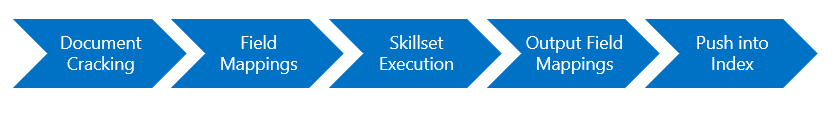 Document
Cracking
Field
Mappings
Skillset
Execution
Output Field
Mappings
Push into
Index